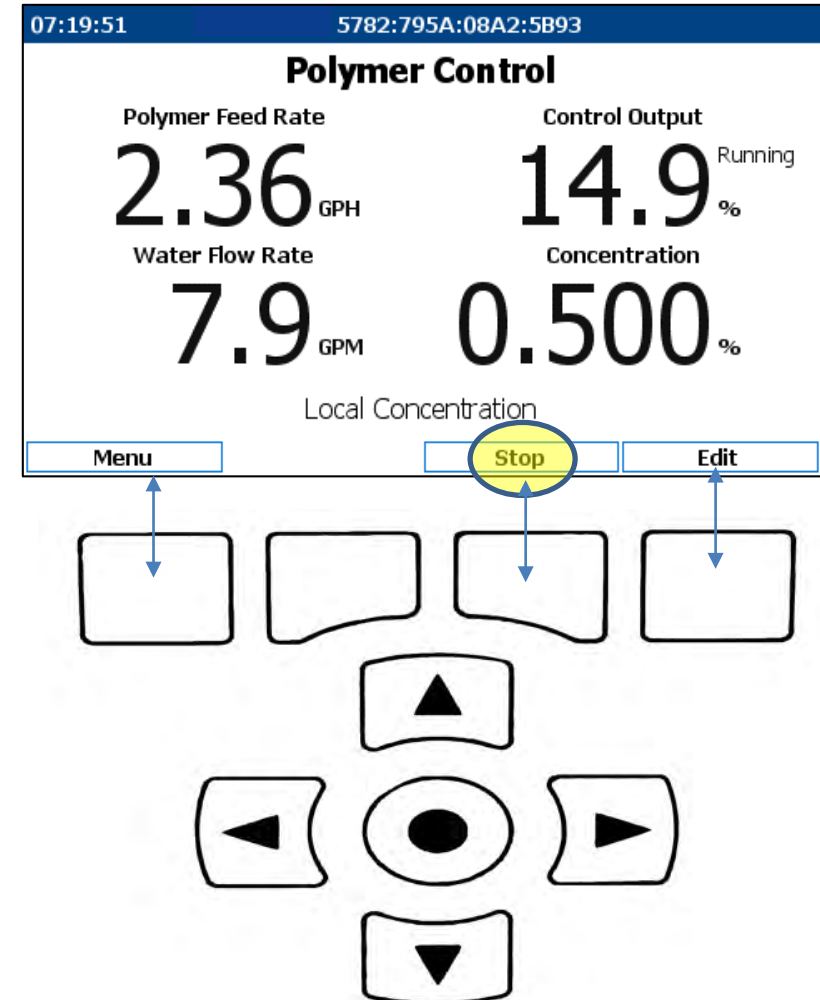 07:19:51 5782:795A:08A2:5B93
Polymer Control
Polymer Feed Rate Control Output
2.36 GPH 14.9 % Running
Water Flow Rate Concentration
7.9 GPM 0.500 %
Local Concentration
Menu Stop Edit